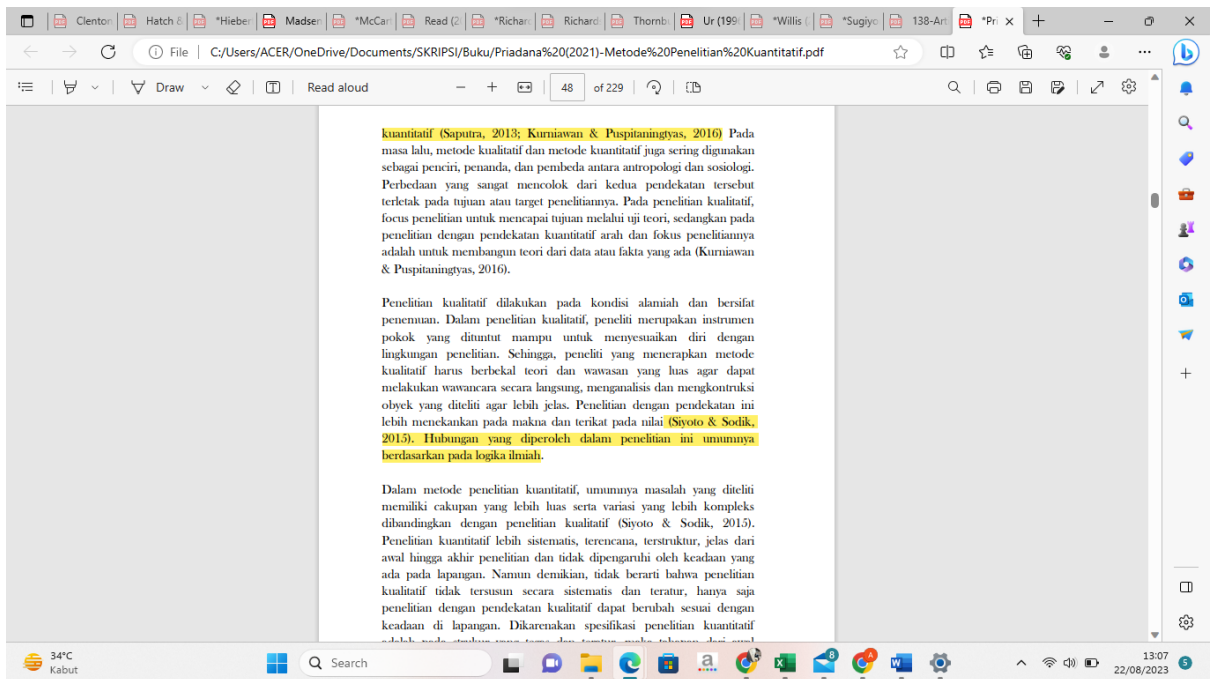 Clenton
Hatch &
*Hieber
Madsen
*McCar
Read (2
*Richar
Richard
Thornb
Ur (199
*Willis (
*Sugiyo
138-Art
*Pri
File
C:/Users/ACER/OneDrive/Documents/SKRIPSI/Buku/Priadana%20(2021)-Metode%20Penelitian%20Kuantitatif.pdf
Draw
Read aloud
48
of 229
kuantitatif (Saputra, 2013; Kurniawan & Puspitaningtyas, 2016) Pada
masa lalu, metode kualitatif dan metode kuantitatif juga sering digunakan
sebagai penciri, penanda, dan pembeda antara antropologi dan sosiologi.
Perbedaan yang sangat mencolok dari kedua pendekatan tersebut
terletak pada tujuan atau target penelitiannya. Pada penelitian kualitatif,
focus penelitian untuk mencapai tujuan melalui uji teori, sedangkan pada
penelitian dengan pendekatan kuantitatif arah dan fokus penelitiannya
adalah untuk membangun teori dari data atau fakta yang ada (Kurniawan
& Puspitaningtyas, 2016).
Penelitian kualitatif dilakukan pada kondisi alamiah dan bersifat
penemuan. Dalam penelitian kualitatif, peneliti merupakan instrumen
pokok yang dituntut mampu untuk menyesuaikan diri dengan
lingkungan penelitian. Sehingga, peneliti yang menerapkan metode
kualitatif harus berbekal teori dan wawasan yang luas agar dapat
melakukan wawancara secara langsung, menganalisis dan mengkontruksi
obyek yang diteliti agar lebih jelas. Penelitian dengan pendekatan ini
lebih menekankan pada makna dan terikat pada nilai (Siyoto & Sodik,
2015). Hubungan yang diperoleh dalam penelitian ini umumnya
berdasarkan pada logika ilmiah.
Dalam metode penelitian kuantitatif, umumnya masalah yang diteliti
memiliki cakupan yang lebih luas serta variasi yang lebih kompleks
dibandingkan dengan penelitian kualitatif (Siyoto & Sodik, 2015).
Penelitian kuantitatif lebih sistematis, terencana, terstruktur, jelas dari
awal hingga akhir penelitian dan tidak dipengaruhi oleh keadaan yang
ada pada lapangan. Namun demikian, tidak berarti bahwa penelitian
kualitatif tidak tersusun secara sistematis dan teratur, hanya saja
penelitian dengan pendekatan kualitatif dapat berubah sesuai dengan
keadaan di lapangan. Dikarenakan spesifikasi penelitian kuantitatif
34°C
Kabut
Search
8
13:07
22/08/2023
5